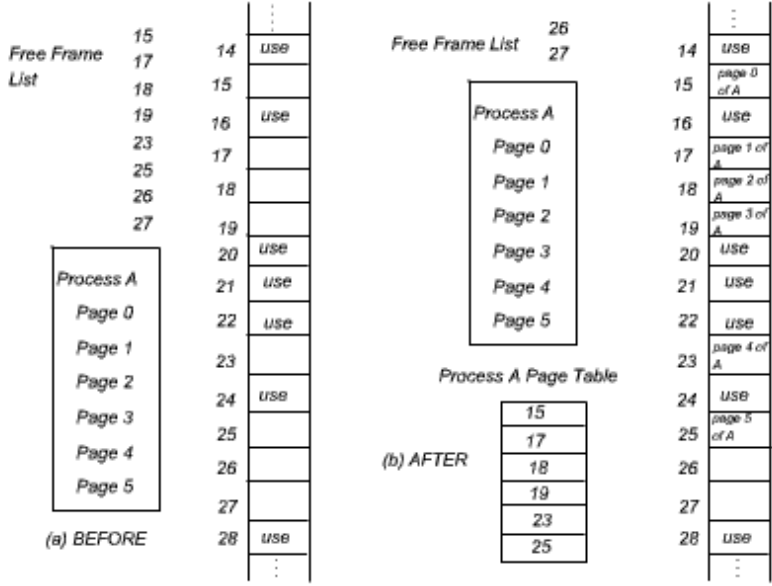 Free Frame
List
15
17
18
19
23
25
26
27
Process A
Page 0
Page 1
Page 2
Page 3
Page 4
Page 5
(a) BEFORE
14 use
15
16 use
17
18
19
20 use
21 use
22 use
23
24 use
25
26
27
28 use
Free Frame List
26
27
Process A
Page 0
Page 1
Page 2
Page 3
Page 4
Page 5
Process A Page Table
15
17
18
19
23
25
(b) AFTER
14 use
15 page 0
of A
16 use
17 page 1 of
A
18 page 2 of
A
19 page 3 of
A
20 use
21 use
22 use
23 page 4 of
A
24 use
25 page 5
of A
26
27
28 use